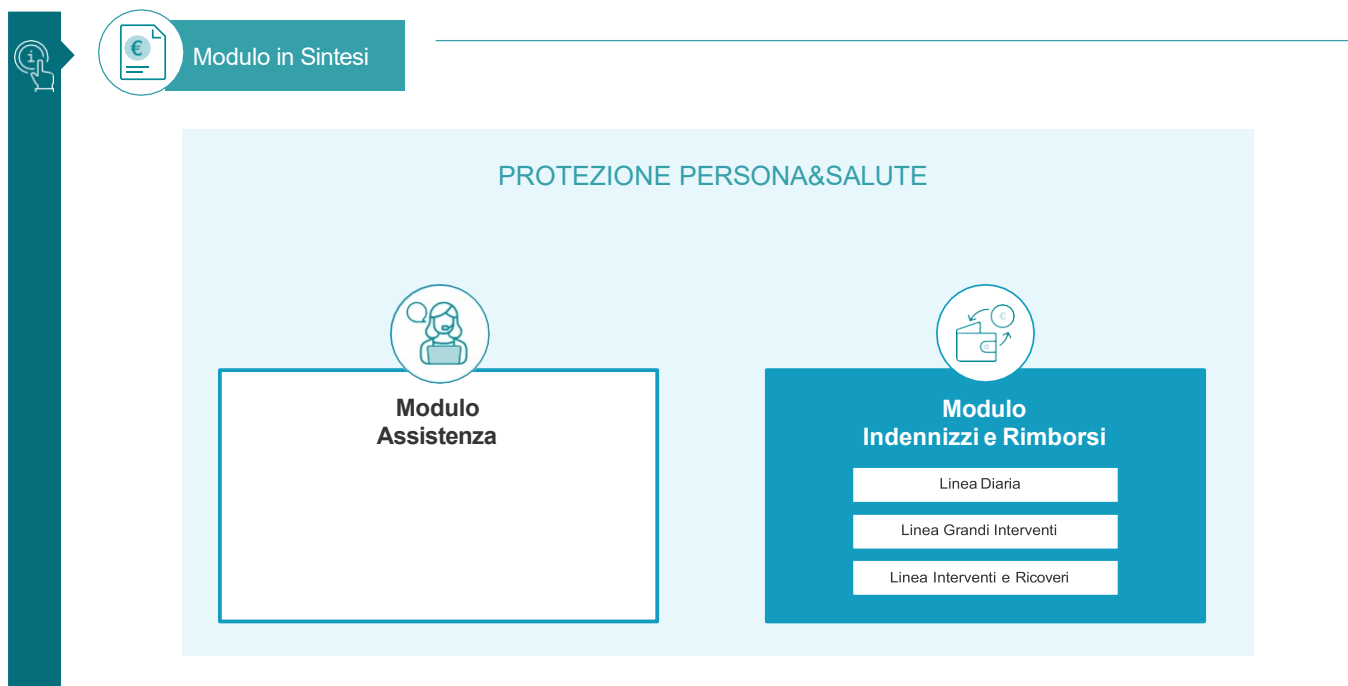 Modulo in Sintesi
PROTEZIONE PERSONA&SALUTE
Modulo
Assistenza
Modulo
Indennizzi e Rimborsi
Linea Diaria
Linea Grandi Interventi
Linea Interventi e Ricoveri